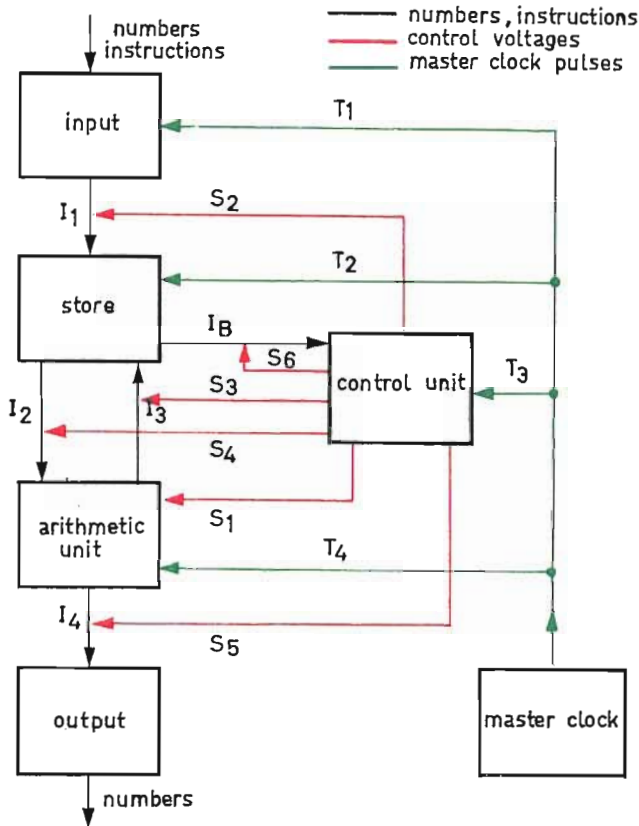 numbers
instructions
numbers, instructions
control voltages
master clock pulses
input
T1
I1
S2
store
T2
IB
S6
control unit
T3
I2
I3
S3
S4
arithmetic
unit
S1
T4
I4
S5
output
master clock
numbers